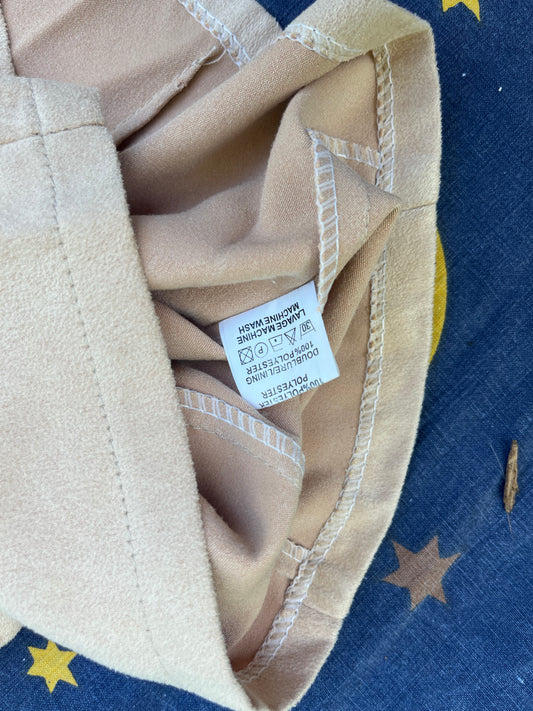 100%POLYESTER
POLYESTER
DOUBLURE/LINING
100%POLYESTER
30 P
LAVAGE MACHINE
MACHINE WASH